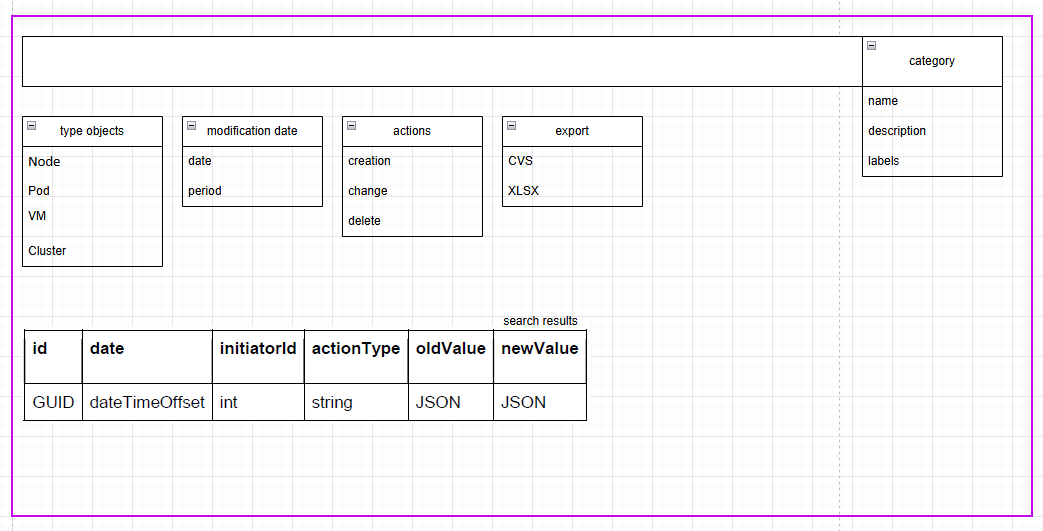 category
name
description
labels
type objects
Node
Pod
VM
Cluster
modification date
date
period
actions
creation
change
delete
export
CVS
XLSX
search results
id date initiatorId actionType oldValue newValue
GUID dateTimeOffset int string JSON JSON